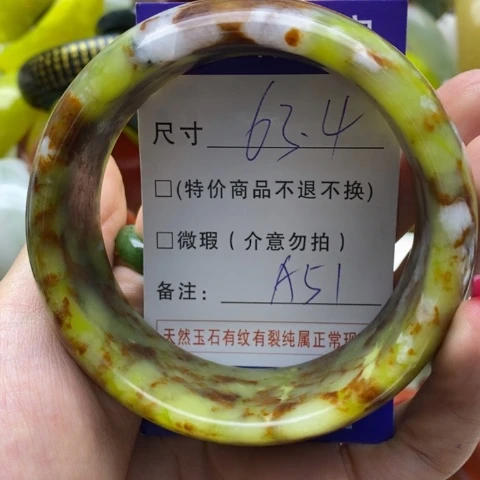 尺寸 63.4
□(特价商品不退不换)
□微瑕(介意勿拍)
备注: A51
天然玉石有纹有裂纯属正常现